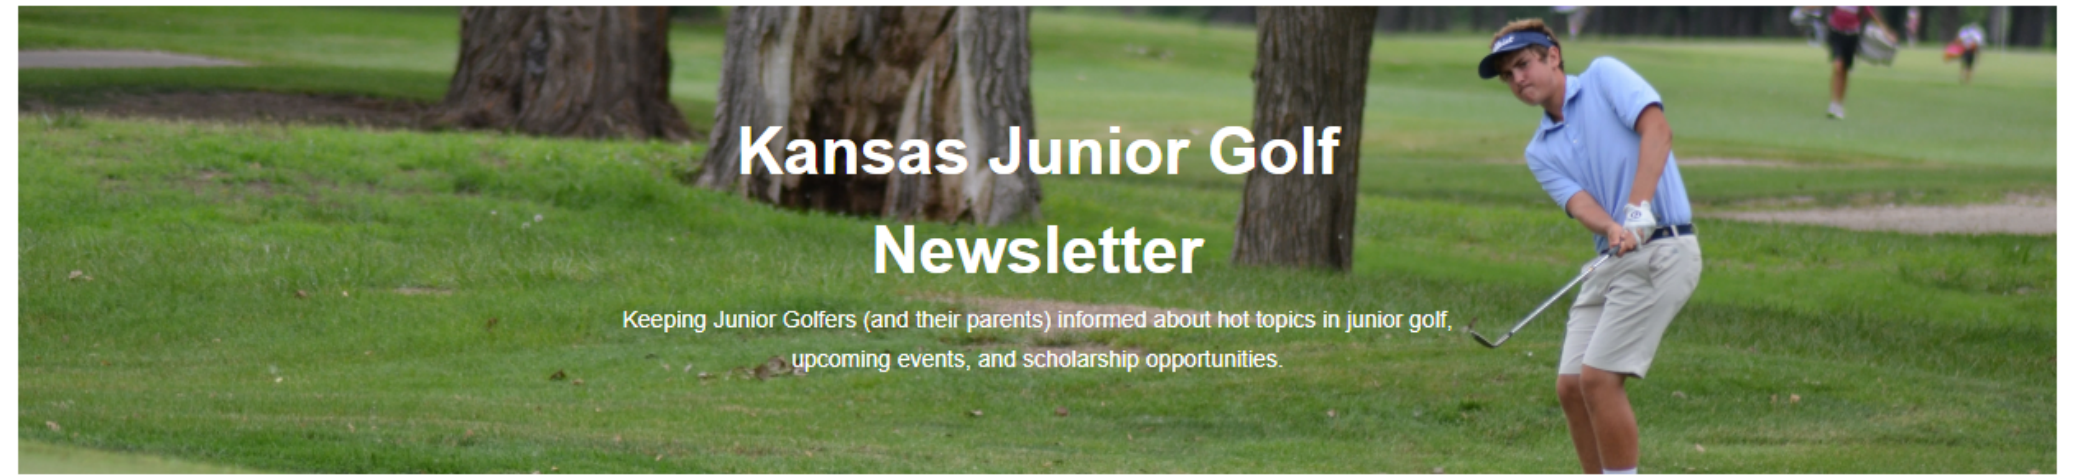 Kansas Junior Golf
Newsletter
Keeping Junior Golfers (and their parents) informed about hot topics in junior golf,
upcoming events, and scholarship opportunities.